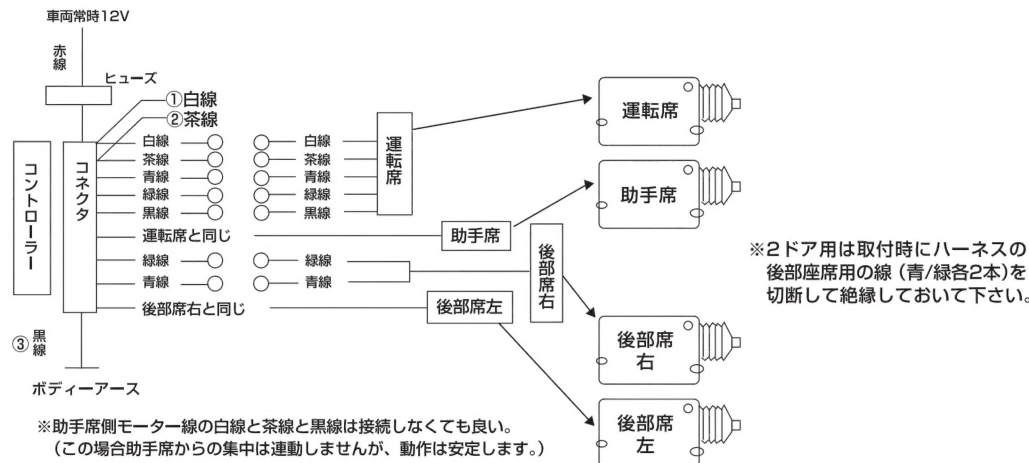 車両常時12V
赤線
ヒューズ
①白線
②茶線
コントローラー
コネクタ
白線
茶線
青線
緑線
黒線
白線
茶線
青線
緑線
黒線
運転席
運転席
運転席と同じ
助手席
助手席
緑線
青線
緑線
青線
後部席右
後部席右と同じ
後部席左
後部席
右
後部席
左
③黒線
ボディーアース
※2ドア用は取付時にハーネスの
後部座席用の線(青/緑各2本)を
切断して絶縁しておいて下さい。
※助手席側モーター線の白線と茶線と黒線は接続しなくても良い。
(この場合助手席からの集中は連動しませんが、動作は安定します。)